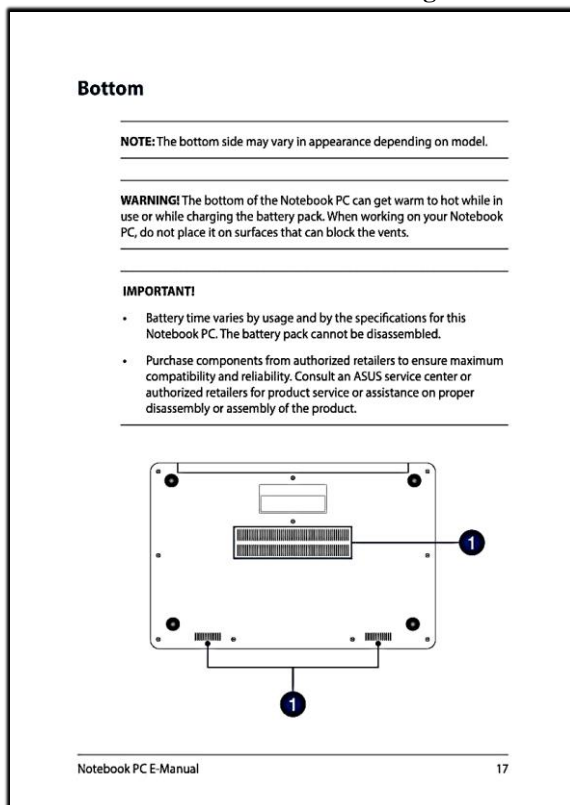 Bottom
NOTE: The bottom side may vary in appearance depending on model.
WARNING! The bottom of the Notebook PC can get warm to hot while in
use or while charging the battery pack. When working on your Notebook
PC, do not place it on surfaces that can block the vents.
IMPORTANT!
• Battery time varies by usage and by the specifications for this
Notebook PC. The battery pack cannot be disassembled.
• Purchase components from authorized retailers to ensure maximum
compatibility and reliability. Consult an ASUS service center or
authorized retailers for product service or assistance on proper
disassembly or assembly of the product.
1
1
Notebook PC E-Manual 17